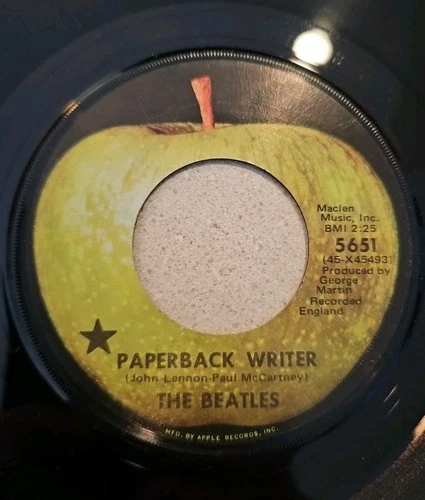 Maclen
Music, Inc.
BMI 2:25
5651
(45-X45493)
Produced by
George
Martin
Recorded
England
PAPERBACK WRITER
(John Lennon-Paul McCartney)
THE BEATLES
MFD. BY APPLE RECORDS, INC.